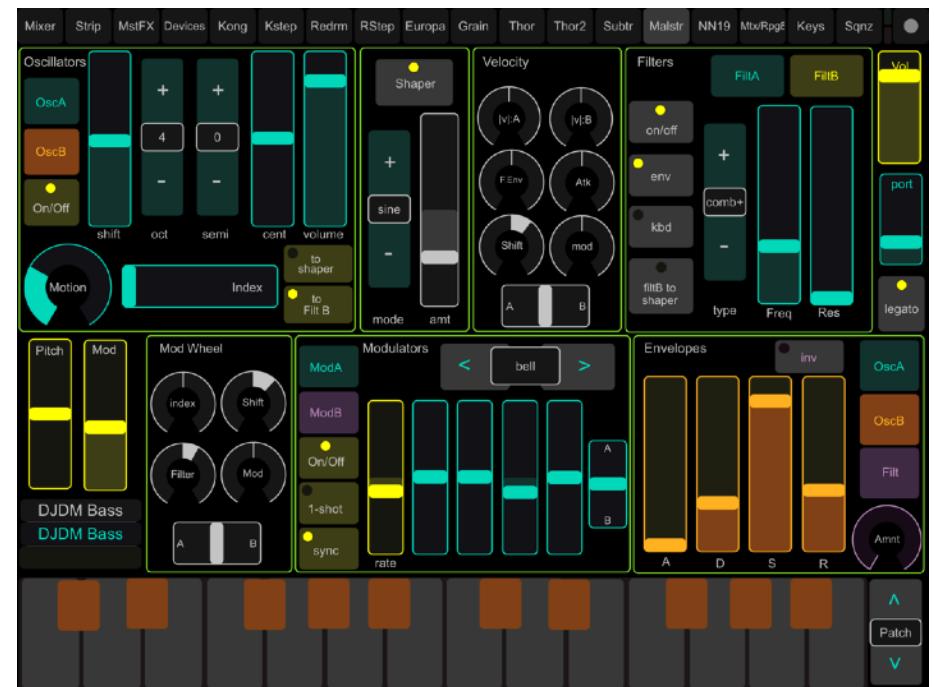 Mixer Strip MstFX Devices Kong Kstep Redrm RStep Europa Grain Thor Thor2 Subtr Malstr NN19 Mtx/RpgE Keys Sqnz
Oscillators
OscA
OscB
On/Off
+
4
-
+
0
-
shift oct semi cent volume
Motion
Index
to
shaper
to
Filt B
Shaper
+
sine
-
mode amt
Velocity
|v|:A |v|:B
F.Env Atk
Shift mod
A B
Filters
FiltA FiltB
on/off
env
kbd
filtB to
shaper
+
comb+
-
type Freq Res
Vol
port
legato
Pitch Mod
DJDM Bass
DJDM Bass
Mod Wheel
index Shift
Filter Mod
A B
Modulators
ModA
ModB
On/Off
1-shot
sync
< bell >
rate
A
B
Envelopes
inv
OscA
OscB
Filt
Amnt
A D S R
^
Patch
v